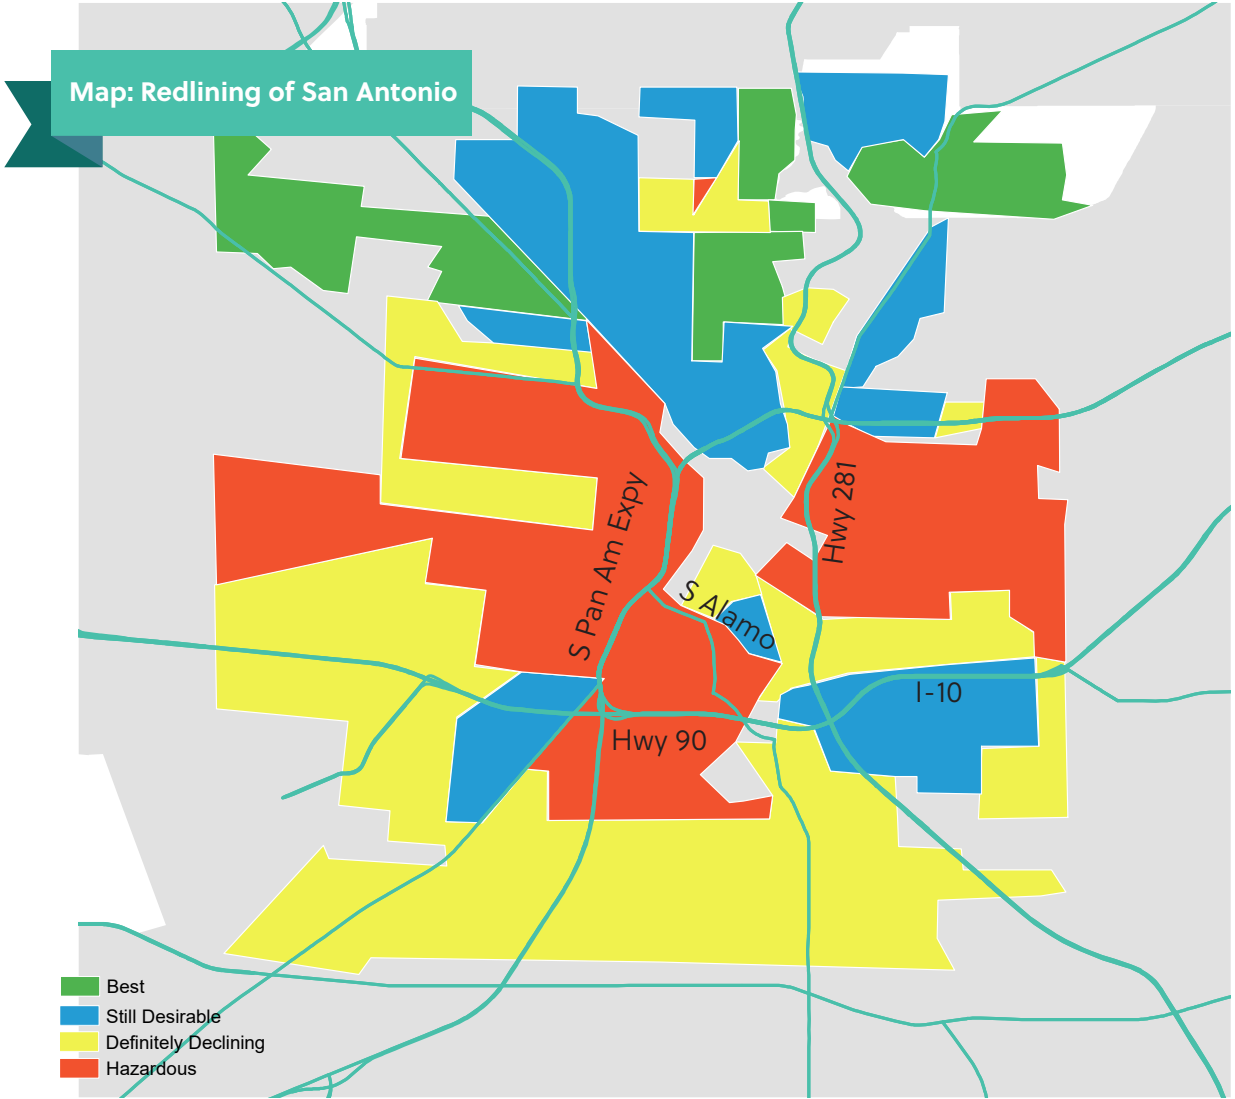 Map: Redlining of San Antonio
Hwy 281
S Pan Am Expy
S Alamo
I-10
Hwy 90
Best
Still Desirable
Definitely Declining
Hazardous